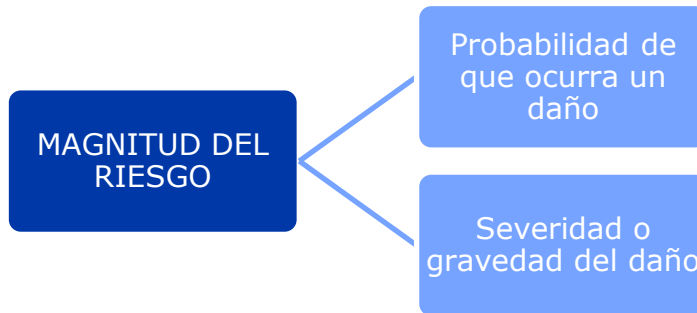 MAGNITUD DEL
RIESGO
Probabilidad de
que ocurra un
daño
Severidad o
gravedad del daño